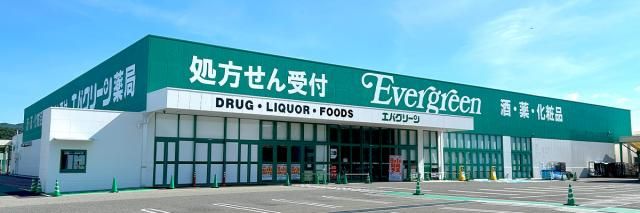 エバグリーン薬局
処方せん受付
Evergreen
酒・薬・化粧品
DRUG・LIQUOR・FOODS
エバグリーン